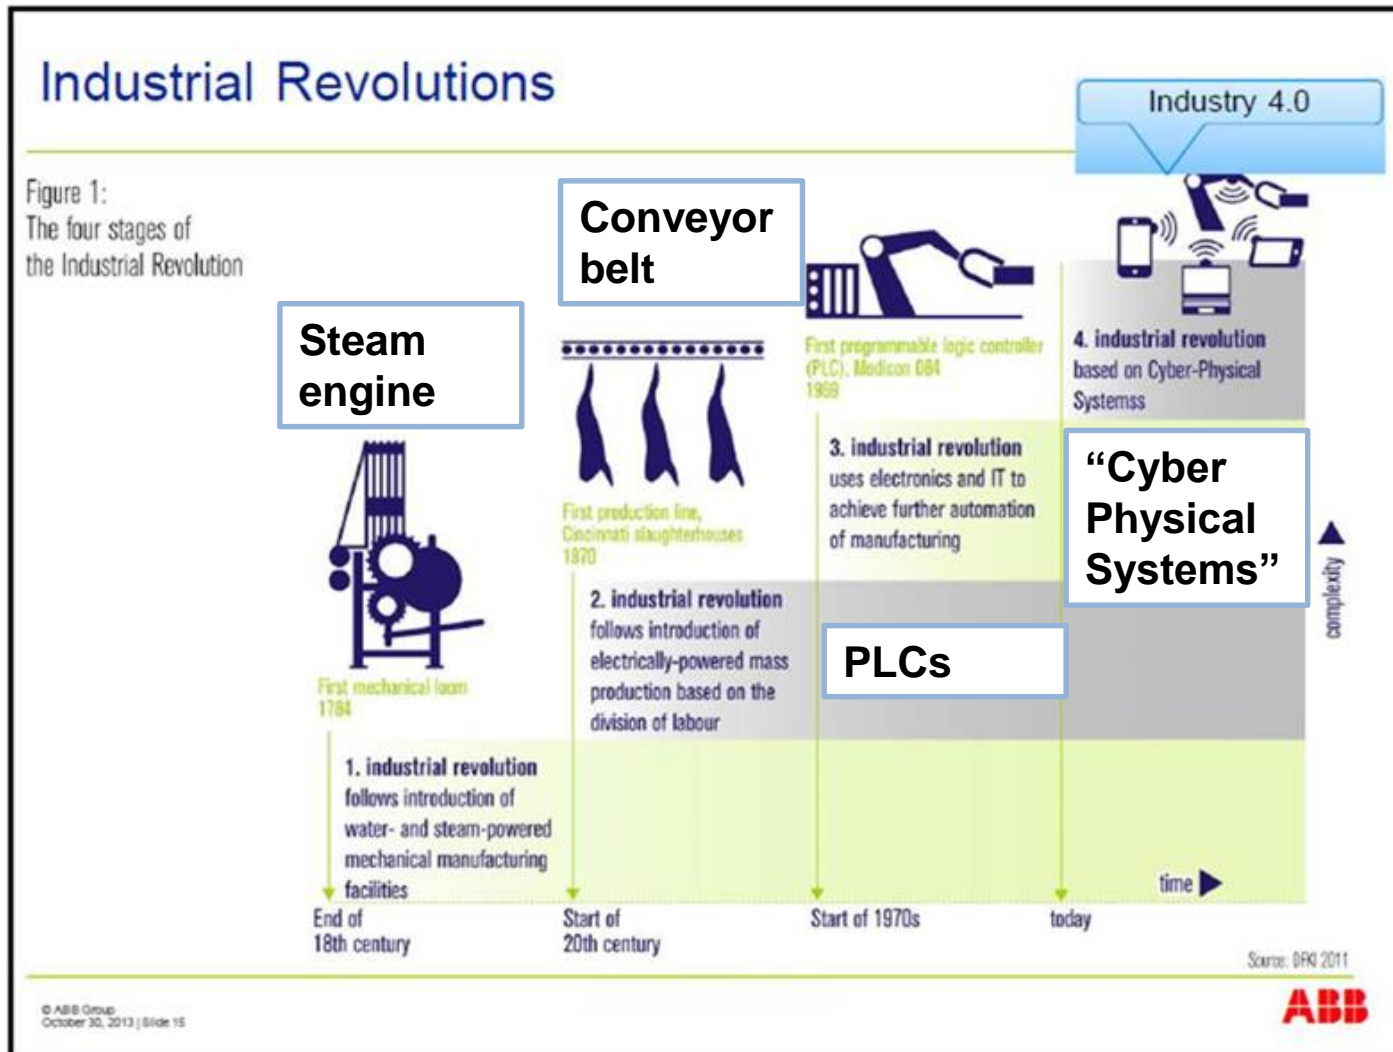 Industrial Revolutions
Industry 4.0
Figure 1:
The four stages of
the Industrial Revolution
Steam
engine
Conveyor
belt
First mechanical loom
1784
First production line,
Cincinnati slaughterhouses
1870
First programmable logic controller
(PLC), Modicon 084
1969
4. industrial revolution
based on Cyber-Physical
Systemss
3. industrial revolution
uses electronics and IT to
achieve further automation
of manufacturing
“Cyber
Physical
Systems”
2. industrial revolution
follows introduction of
electrically-powered mass
production based on the
division of labour
PLCs
1. industrial revolution
follows introduction of
water- and steam-powered
mechanical manufacturing
facilities
complexity
time
End of
18th century
Start of
20th century
Start of 1970s
today
Source: DFKI 2011
© ABB Group
October 30, 2013 | Slide 15
ABB